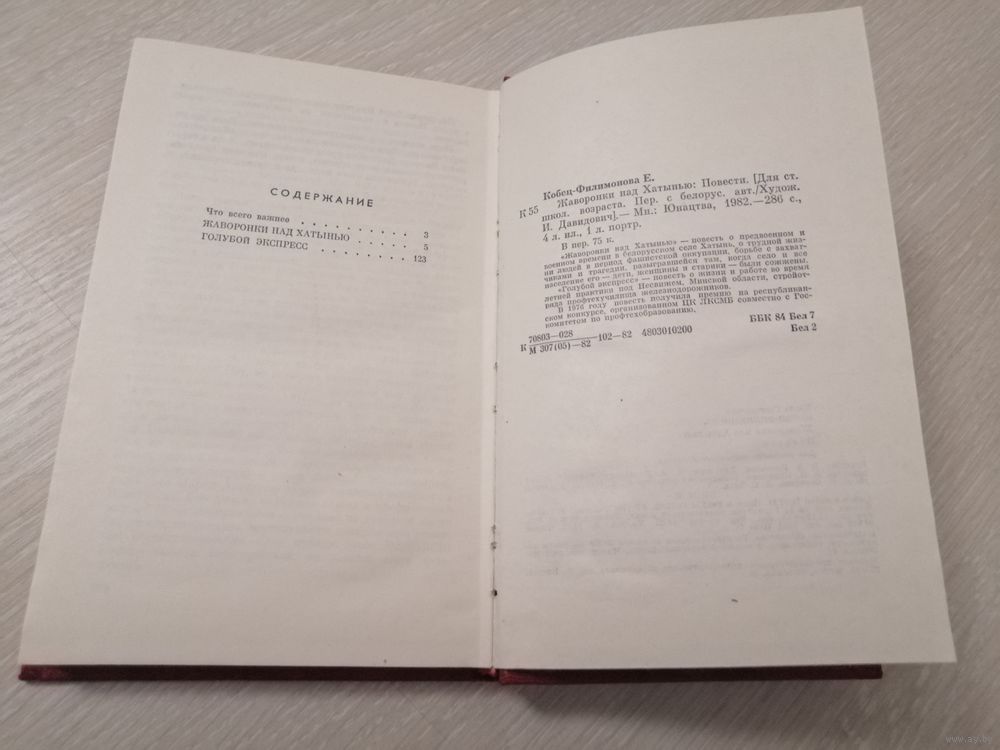 СОДЕРЖАНИЕ
Что всего важнее . . . . . . . . 3
ЖАВОРОНКИ НАД ХАТЫНЬЮ . . . . . 5
ГОЛУБОЙ ЭКСПРЕСС . . . . . . . . 123
Кобец-Филимонова Е.
К 55 Жаворонки над Хатынью: Повести. [Для ст.
школ. возраста. Пер. с белорус. авт./Худож.
И. Давидович].— Мн.: Юнацтва, 1982.—286 с.,
4 л. ил., 1 л. портр.
В пер. 75 к.
«Жаворонки над Хатынью» — повесть о предвоенном и
военном времени в белорусском селе Хатынь, о трудной жиз-
ни людей в период фашистской оккупации, борьбе с захват-
чиками и трагедии, разыгравшейся там, когда село и все
население его — дети, женщины и старики — были сожжены.
«Голубой экспресс» — повесть о жизни и работе во время
летней практики под Несвижем, Минской области, стройот-
ряда профтехучилища железнодорожников.
В 1976 году повесть получила премию на республикан-
ском конкурсе, организованном ЦК ЛКСМБ совместно с Гос-
комитетом по профтехобразованию.
К 70803—028
М 307(05)—82 —102—82 4803010200
ББК 84 Бел 7
Бел 2
www.ay.by